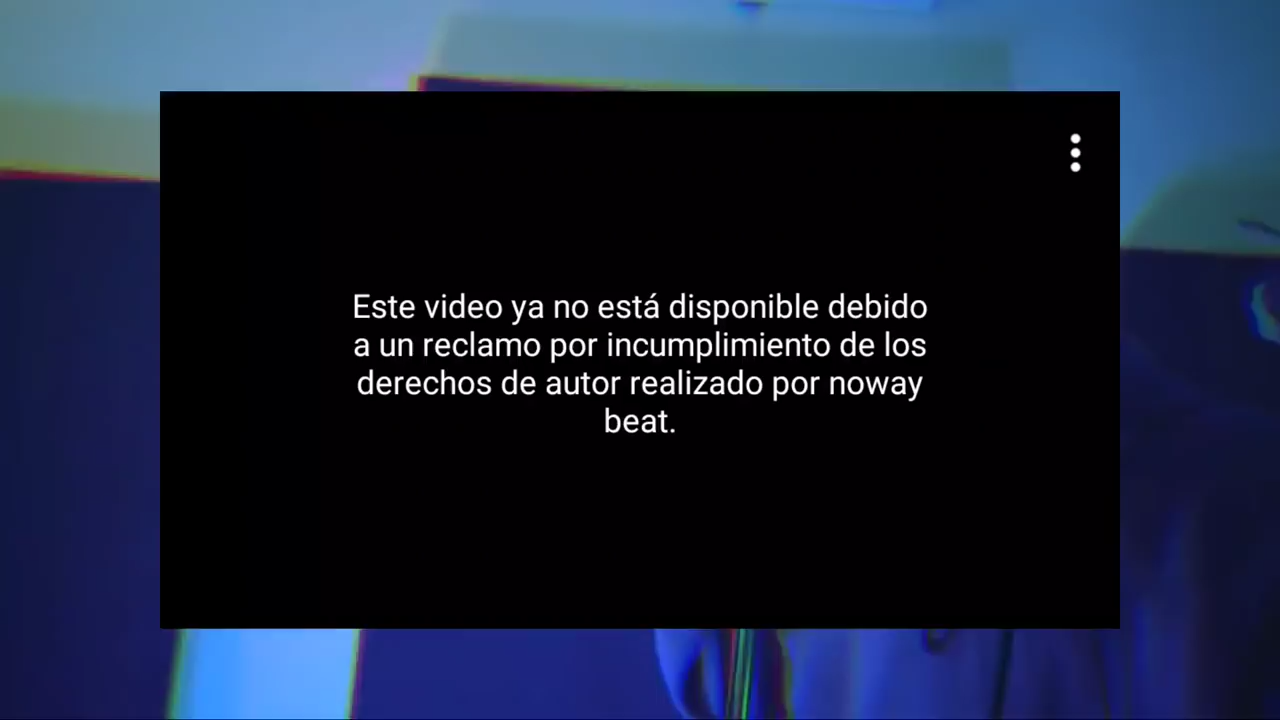 Este video ya no está disponible debido
a un reclamo por incumplimiento de los
derechos de autor realizado por noway
beat.